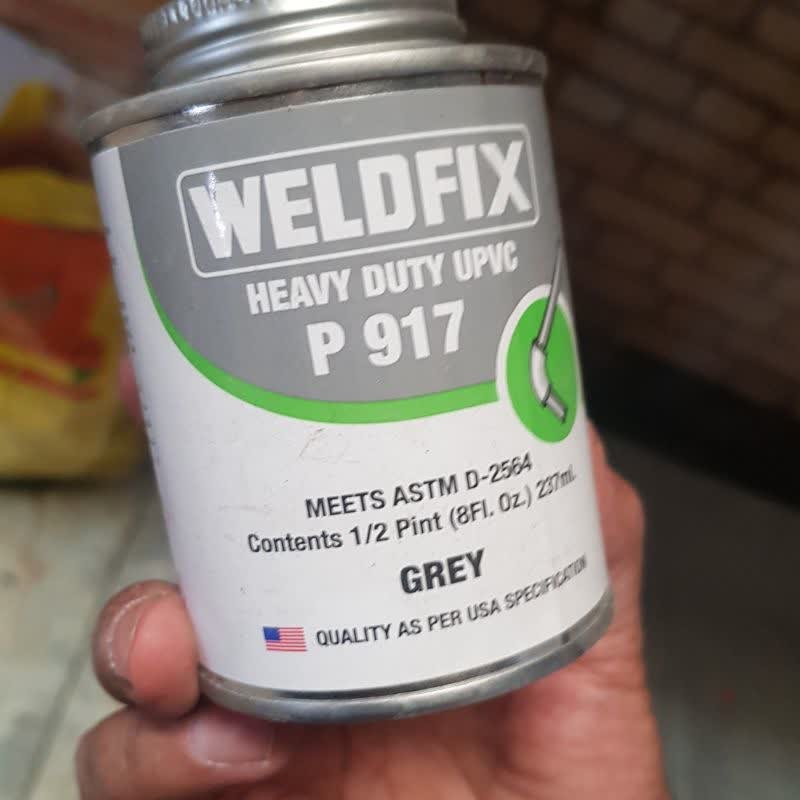 WELDFIX
HEAVY DUTY UPVC
P 917
MEETS ASTM D-2564
Contents 1/2 Pint (8Fl. Oz.) 237ml.
GREY
QUALITY AS PER USA SPECIFICATION